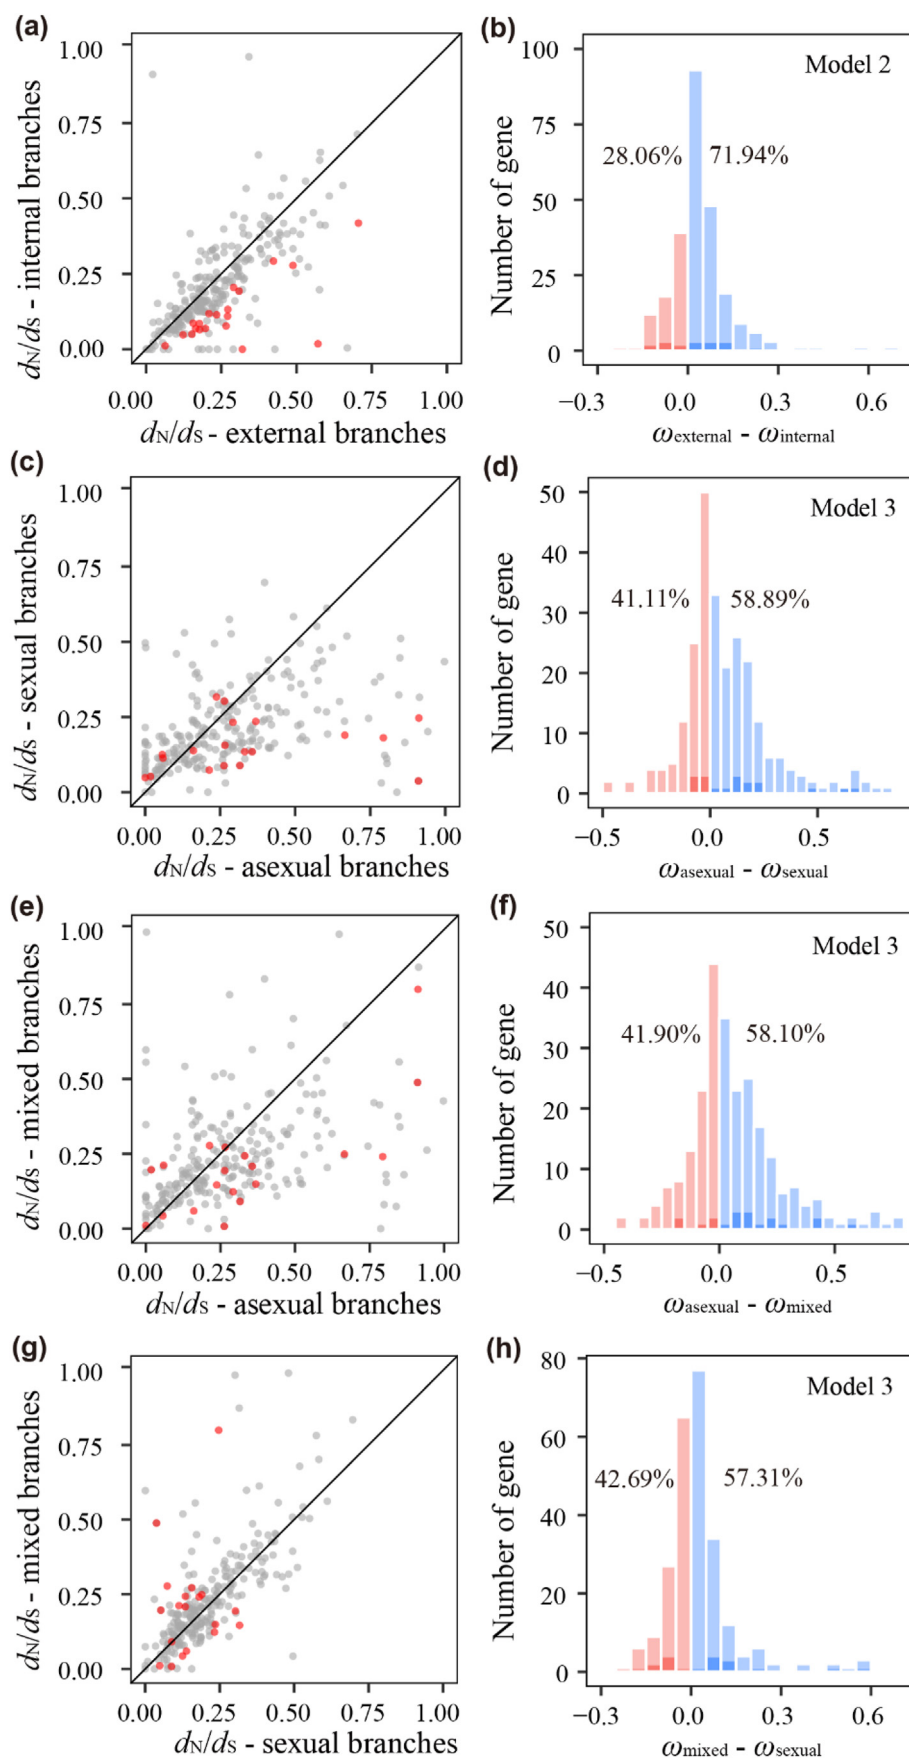 (a)
1.00
0.75
0.50
0.25
0.00
dN/dS - internal branches
0.00 0.25 0.50 0.75 1.00
dN/dS - external branches
(b)
100
75
50
25
0
Number of gene
Model 2
28.06% 71.94%
−0.3 0.0 0.3 0.6
ωexternal - ωinternal
(c)
1.00
0.75
0.50
0.25
0.00
dN/dS - sexual branches
0.00 0.25 0.50 0.75 1.00
dN/dS - asexual branches
(d)
50
40
30
20
10
0
Number of gene
Model 3
41.11% 58.89%
−0.5 0.0 0.5
ωasexual - ωsexual
(e)
1.00
0.75
0.50
0.25
0.00
dN/dS - mixed branches
0.00 0.25 0.50 0.75 1.00
dN/dS - asexual branches
(f)
50
40
30
20
10
0
Number of gene
Model 3
41.90% 58.10%
−0.5 0.0 0.5
ωasexual - ωmixed
(g)
1.00
0.75
0.50
0.25
0.00
dN/dS - mixed branches
0.00 0.25 0.50 0.75 1.00
dN/dS - sexual branches
(h)
80
60
40
20
0
Number of gene
Model 3
42.69% 57.31%
−0.3 0.0 0.3 0.6
ωmixed - ωsexual